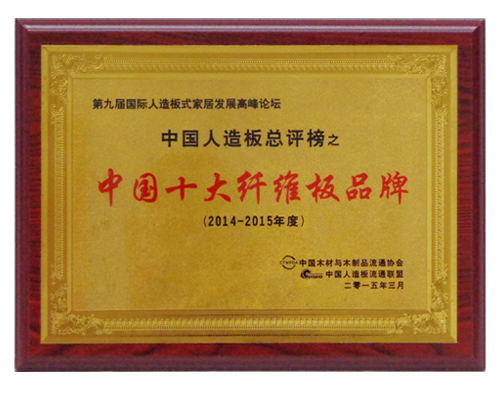 第九届国际人造板式家居发展高峰论坛
中国人造板总评榜之
中国十大纤维板品牌
(2014-2015年度)
中国木材与木制品流通协会
中国人造板流通联盟
二零一五年三月